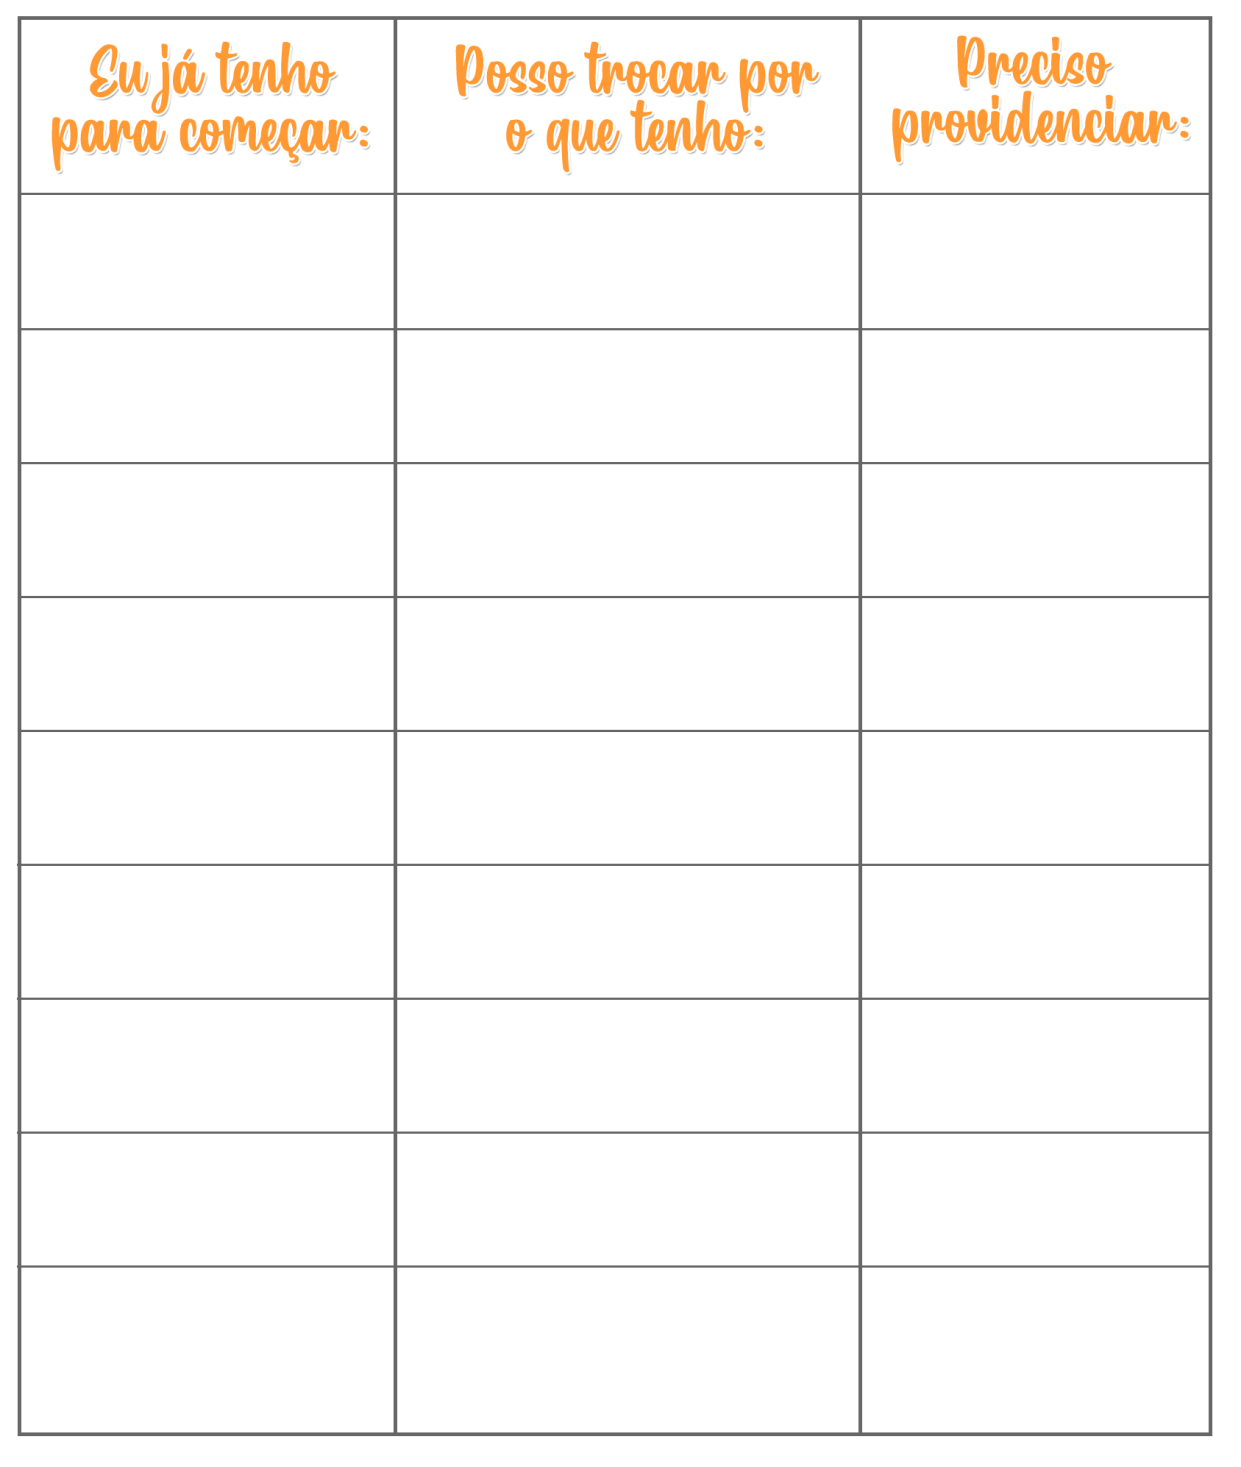 Eu já tenho
para começar:
Posso trocar por
o que tenho:
Preciso
providenciar: